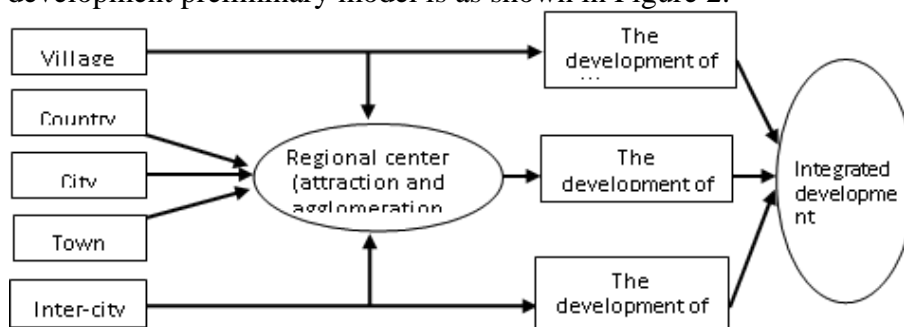 development preliminary model is as shown in Figure 2.
Village
Country
City
Town
Inter-city
Regional center
(attraction and
agglomeration
The
development of
The
development of
The
development of
Integrated
developme
nt